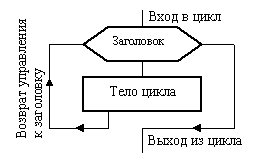 Вход в цикл
Заголовок
Возврат управления
к заголовку
Тело цикла
Выход из цикла